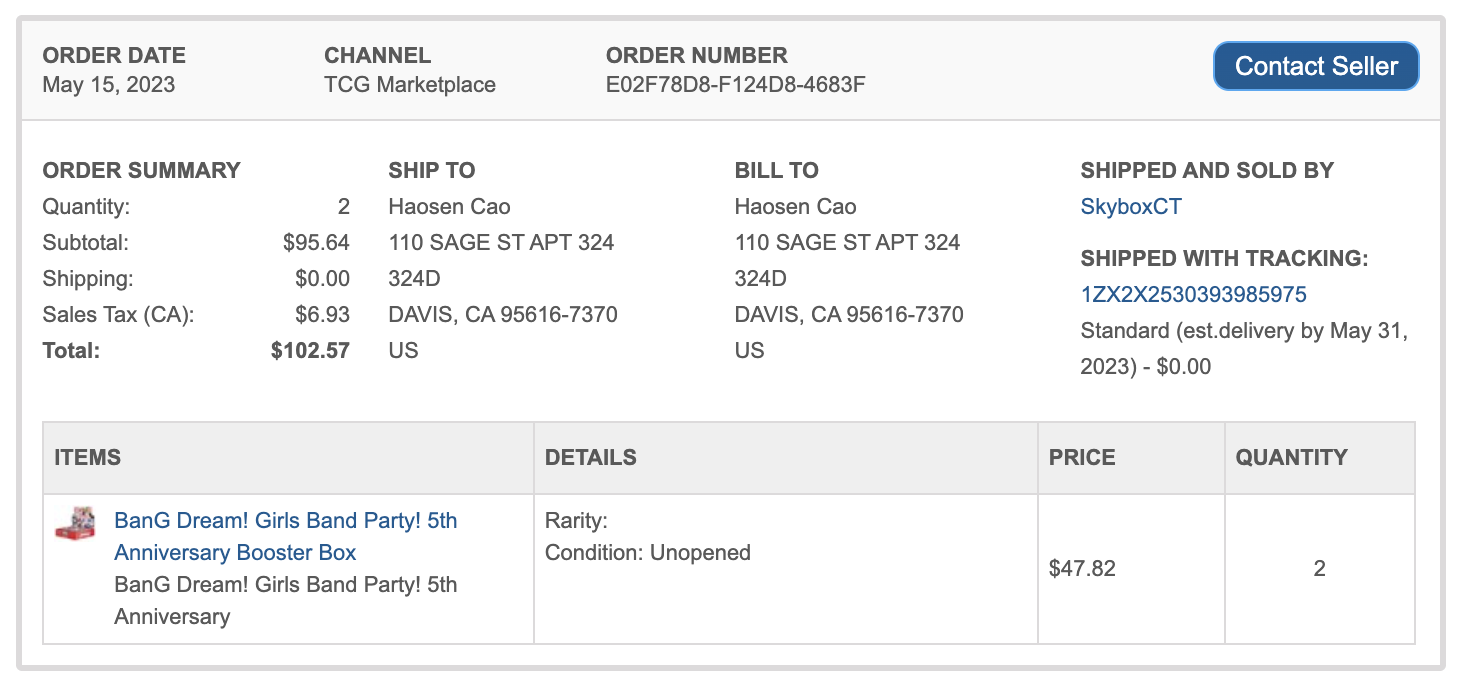 ORDER DATE
May 15, 2023
CHANNEL
TCG Marketplace
ORDER NUMBER
E02F78D8-F124D8-4683F
Contact Seller
ORDER SUMMARY
Quantity: 2
Subtotal: $95.64
Shipping: $0.00
Sales Tax (CA): $6.93
Total: $102.57
SHIP TO
Haosen Cao
110 SAGE ST APT 324
324D
DAVIS, CA 95616-7370
US
BILL TO
Haosen Cao
110 SAGE ST APT 324
324D
DAVIS, CA 95616-7370
US
SHIPPED AND SOLD BY
SkyboxCT
SHIPPED WITH TRACKING:
1ZX2X2530393985975
Standard (est.delivery by May 31,
2023) - $0.00
ITEMS DETAILS PRICE QUANTITY
BanG Dream! Girls Band Party! 5th
Anniversary Booster Box
BanG Dream! Girls Band Party! 5th
Anniversary
Rarity:
Condition: Unopened
$47.82
2